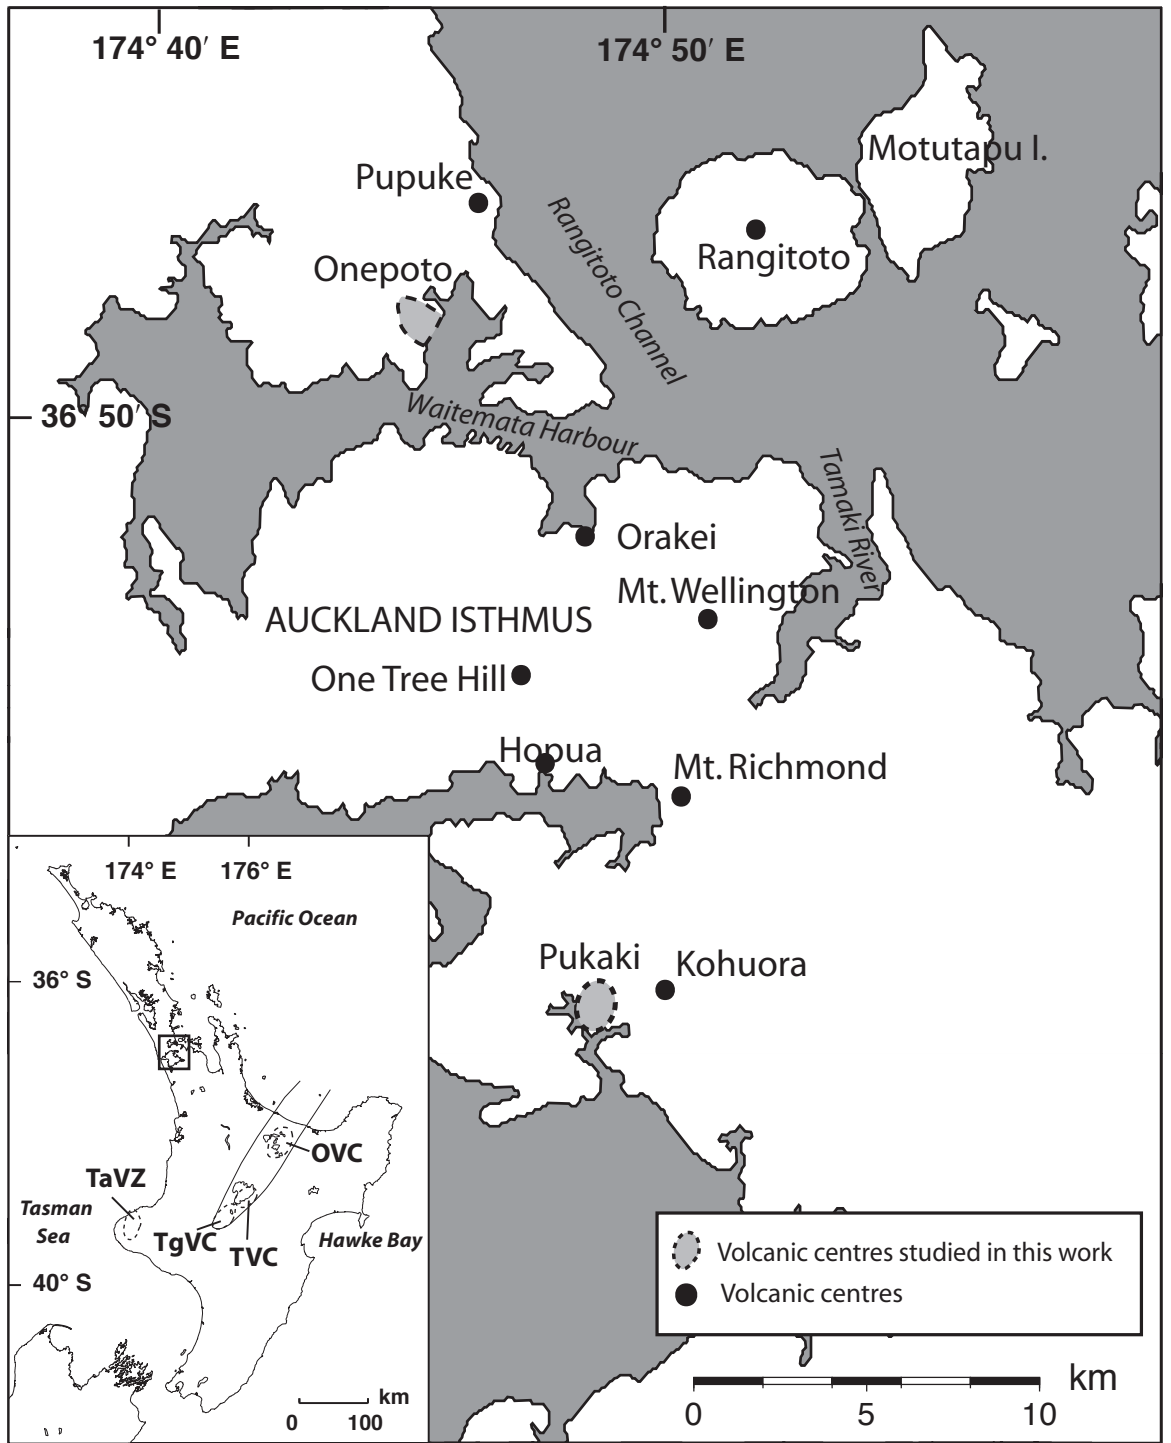 174° 40′ E
174° 50′ E
Motutapu I.
Pupuke
Rangitoto
Rangitoto Channel
Onepoto
36° 50′ S
Waitemata Harbour
Tamaki River
Orakei
Mt. Wellington
AUCKLAND ISTHMUS
One Tree Hill
Hopua
Mt. Richmond
Pukaki
Kohuora
174° E
176° E
Pacific Ocean
36° S
OVC
TaVZ
Tasman
Sea
TgVC
TVC
Hawke Bay
40° S
km
0
100
Volcanic centres studied in this work
Volcanic centres
km
0
5
10